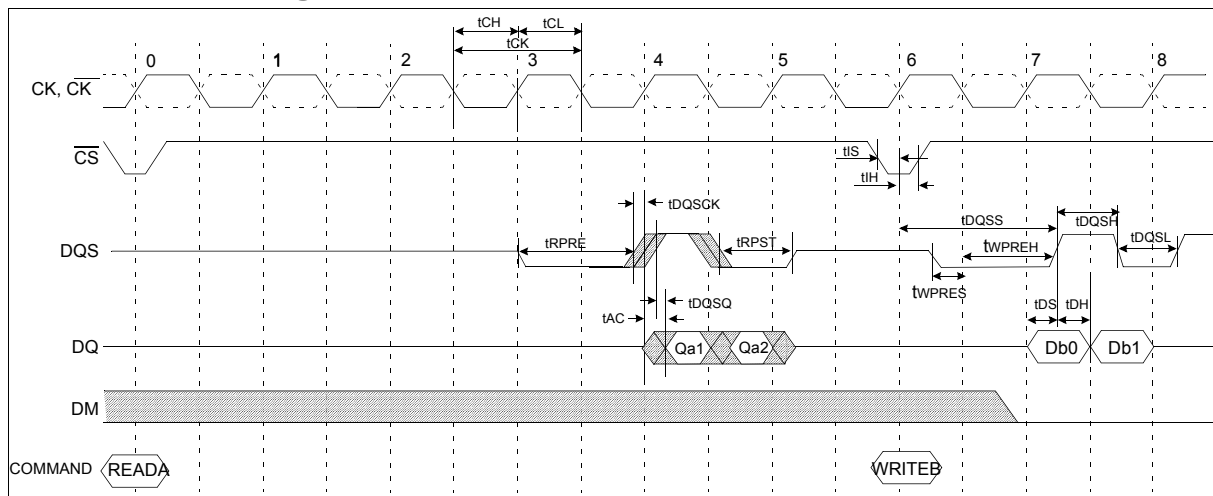 tCH tCL
tCK
0 1 2 3 4 5 6 7 8
CK, CK
CS
tIS
tIH
tDQSCK
tDQSS
tDQSH
DQS
tRPRE
tRPST
tDQSL
tWPREH
tWPRES
tDQSQ
tAC
tDS tDH
DQ
Qa1 Qa2
Db0 Db1
DM
COMMAND
READA
WRITEB